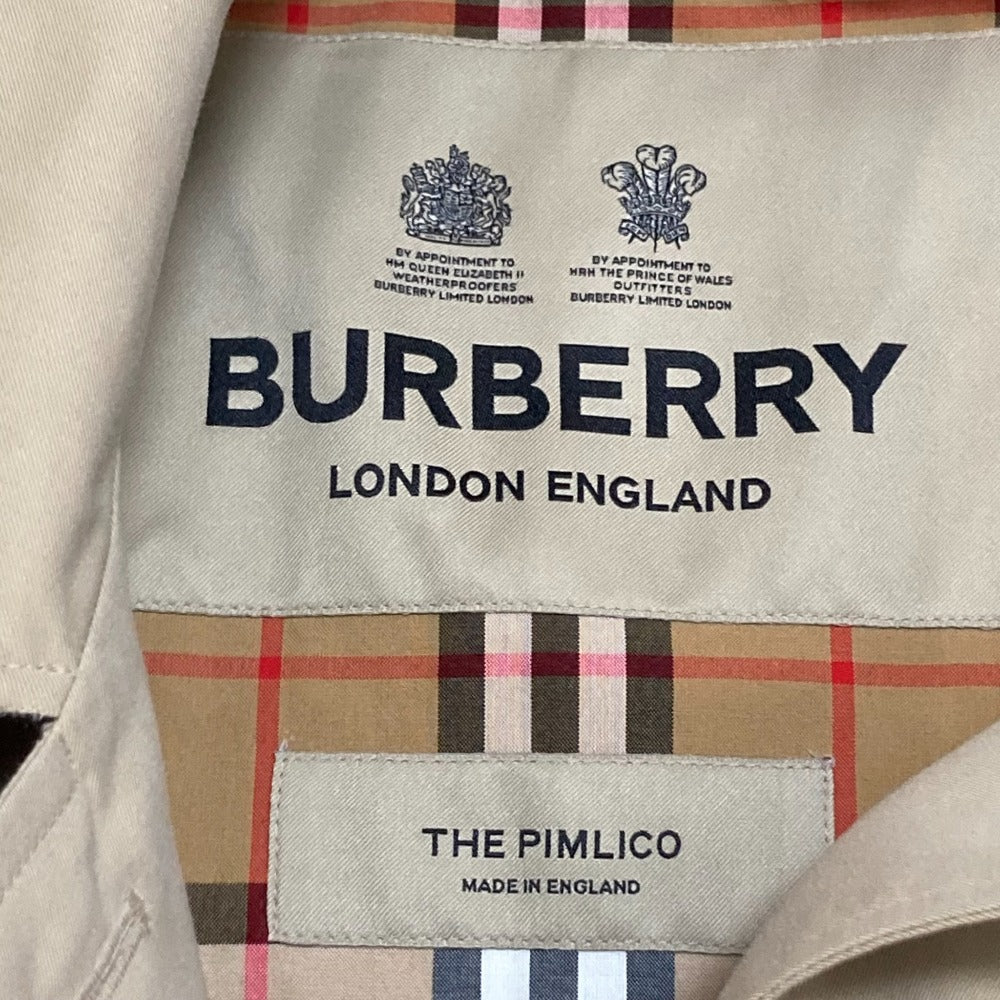 BY APPOINTMENT TO
HM QUEEN ELIZABETH II
WEATHERPROOFERS
BURBERRY LIMITED LONDON
BY APPOINTMENT TO
HRH THE PRINCE OF WALES
OUTFITTERS
BURBERRY LIMITED LONDON
BURBERRY
LONDON ENGLAND
THE PIMLICO
MADE IN ENGLAND